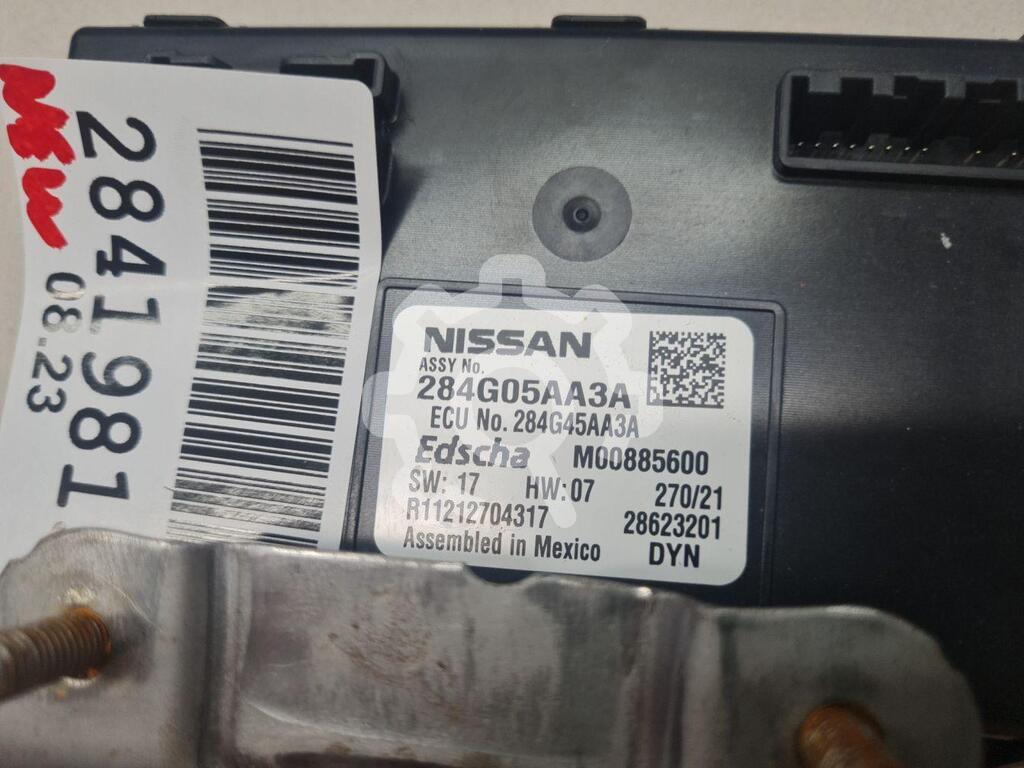 NEW
2841981
08.23
NISSAN
ASSY No.
284G05AA3A
ECU No. 284G45AA3A
Edscha M00885600
SW: 17 HW: 07 270/21
R11212704317 28623201
Assembled in Mexico DYN